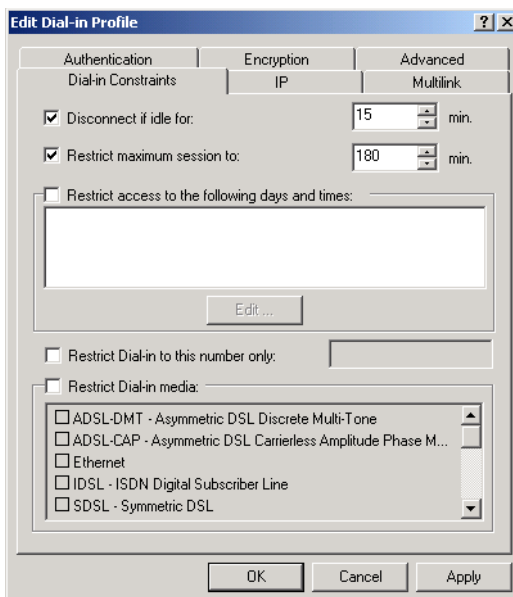 Edit Dial-in Profile
Authentication Encryption Advanced
Dial-in Constraints IP Multilink
Disconnect if idle for: 15 min.
Restrict maximum session to: 180 min.
Restrict access to the following days and times:
Edit ...
Restrict Dial-in to this number only:
Restrict Dial-in media:
ADSL-DMT - Asymmetric DSL Discrete Multi-Tone
ADSL-CAP - Asymmetric DSL Carrierless Amplitude Phase M...
Ethernet
IDSL - ISDN Digital Subscriber Line
SDSL - Symmetric DSL
OK Cancel Apply